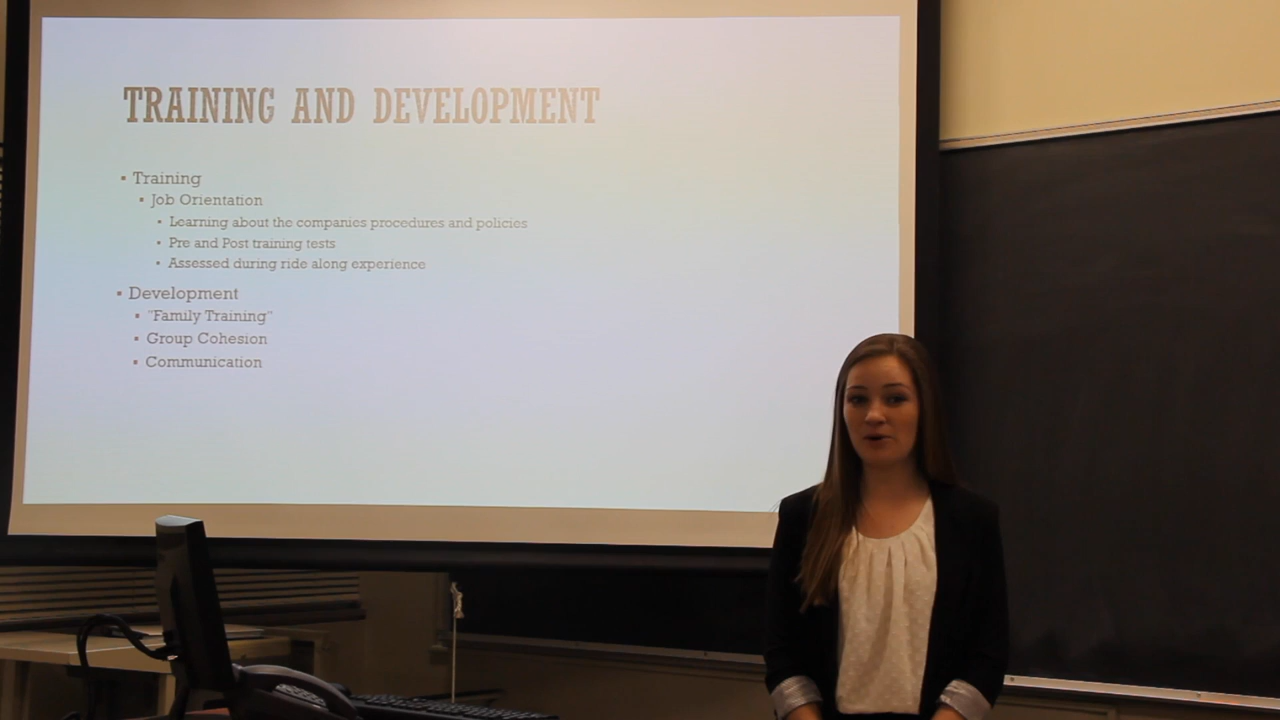 TRAINING AND DEVELOPMENT
▪ Training
▪ Job Orientation
▪ Learning about the companies procedures and policies
▪ Pre and Post training tests
▪ Assessed during ride along experience
▪ Development
▪ "Family Training"
▪ Group Cohesion
▪ Communication